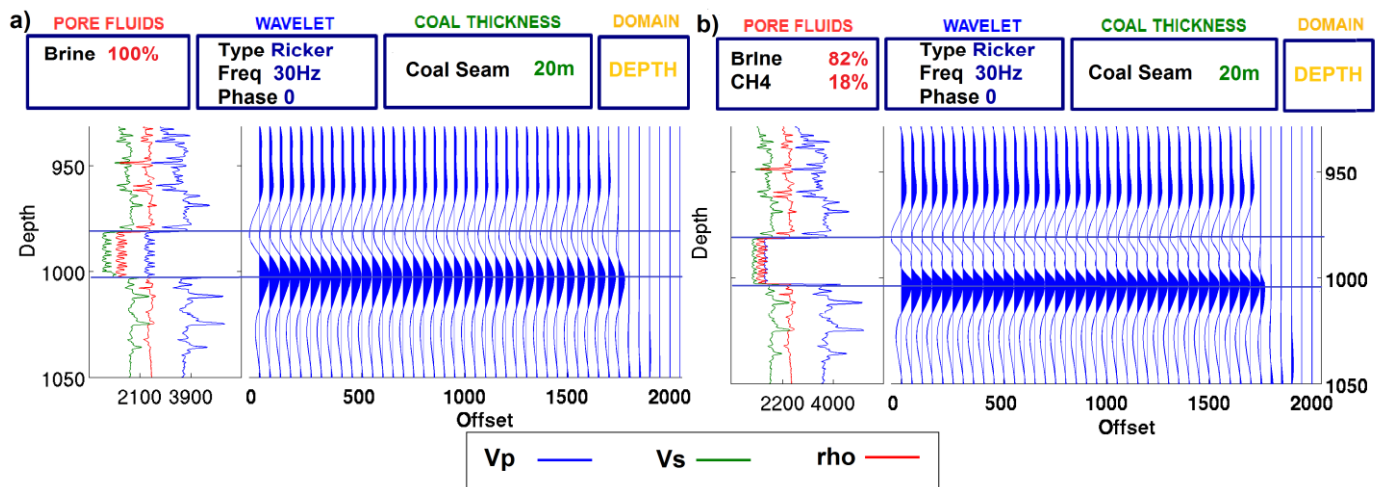 a)
PORE FLUIDS
WAVELET
COAL THICKNESS
DOMAIN
Brine 100%
Type Ricker
Freq 30Hz
Phase 0
Coal Seam 20m
DEPTH
Depth
950
1000
1050
2100 3900
0 500 1000 1500 2000
Offset
b)
PORE FLUIDS
WAVELET
COAL THICKNESS
DOMAIN
BrIne 82%
CH4 18%
Type Ricker
Freq 30Hz
Phase 0
Coal Seam 20m
DEPTH
Depth
950
1000
1050
2200 4000
0 500 1000 1500 2000
Offset
Vp Vs rho